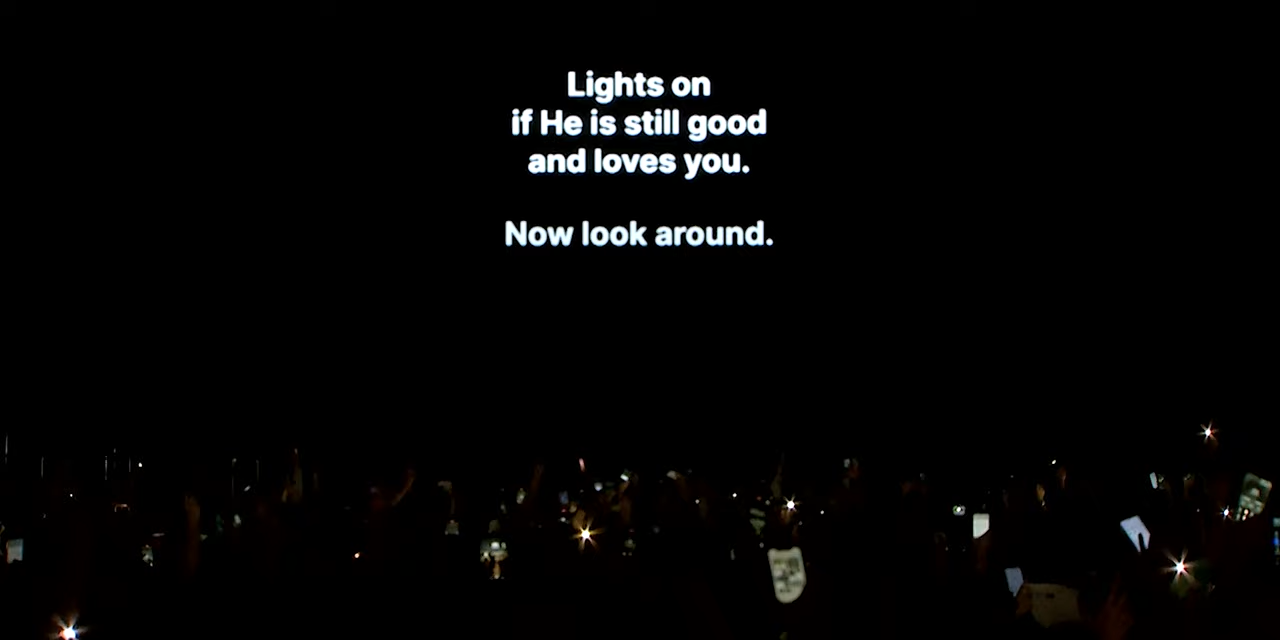 Lights on
if He is still good
and loves you.
Now look around.